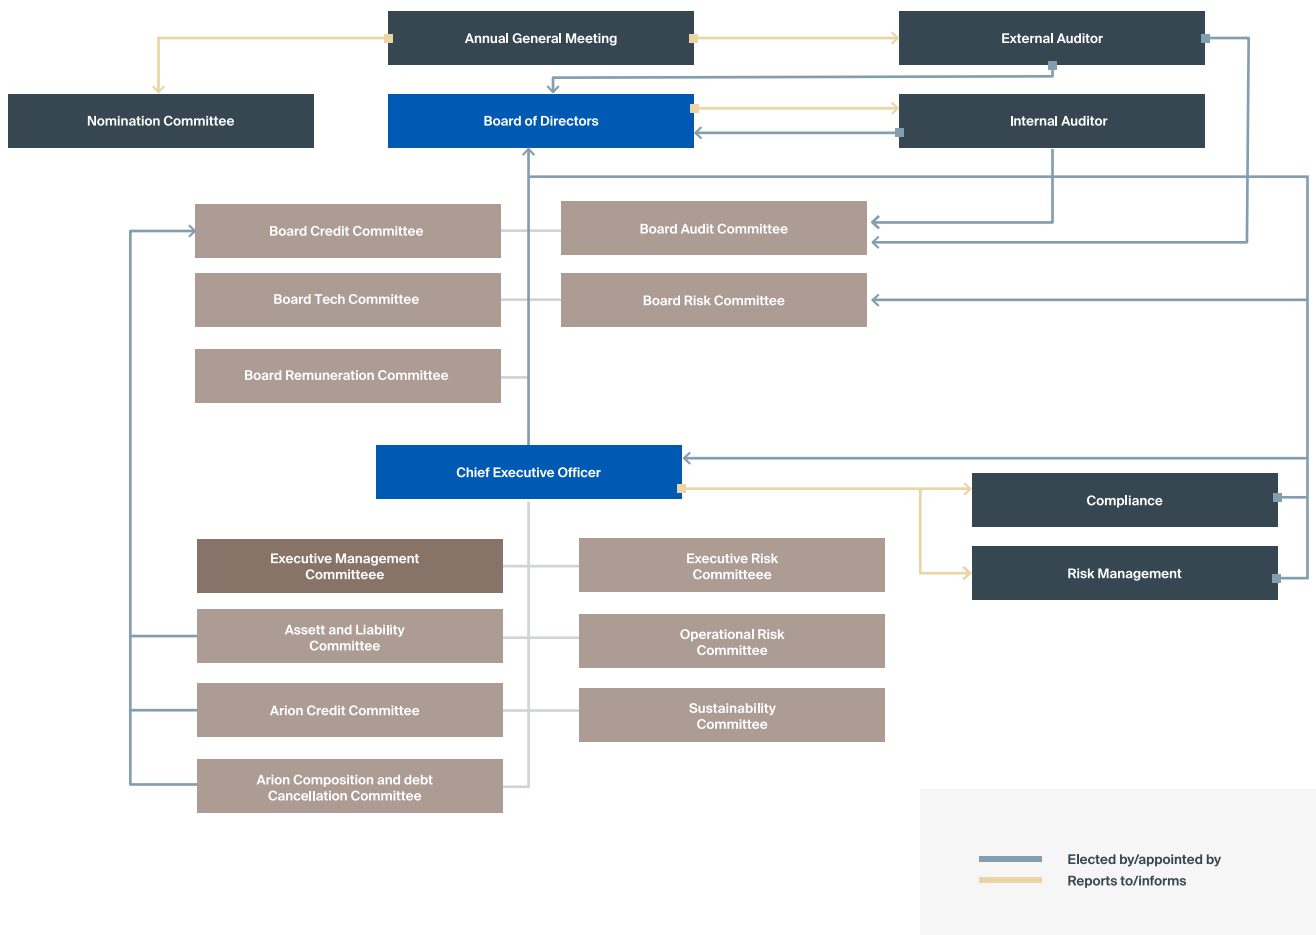 Annual General Meeting
External Auditor
Nomination Committee
Board of Directors
Internal Auditor
Board Credit Committee
Board Audit Committee
Board Tech Committee
Board Risk Committee
Board Remuneration Committee
Chief Executive Officer
Compliance
Executive Management
Committeee
Executive Risk
Committeee
Risk Management
Assett and Liability
Committee
Operational Risk
Committee
Arion Credit Committee
Sustainability
Committee
Arion Composition and debt
Cancellation Committee
Elected by/appointed by
Reports to/informs